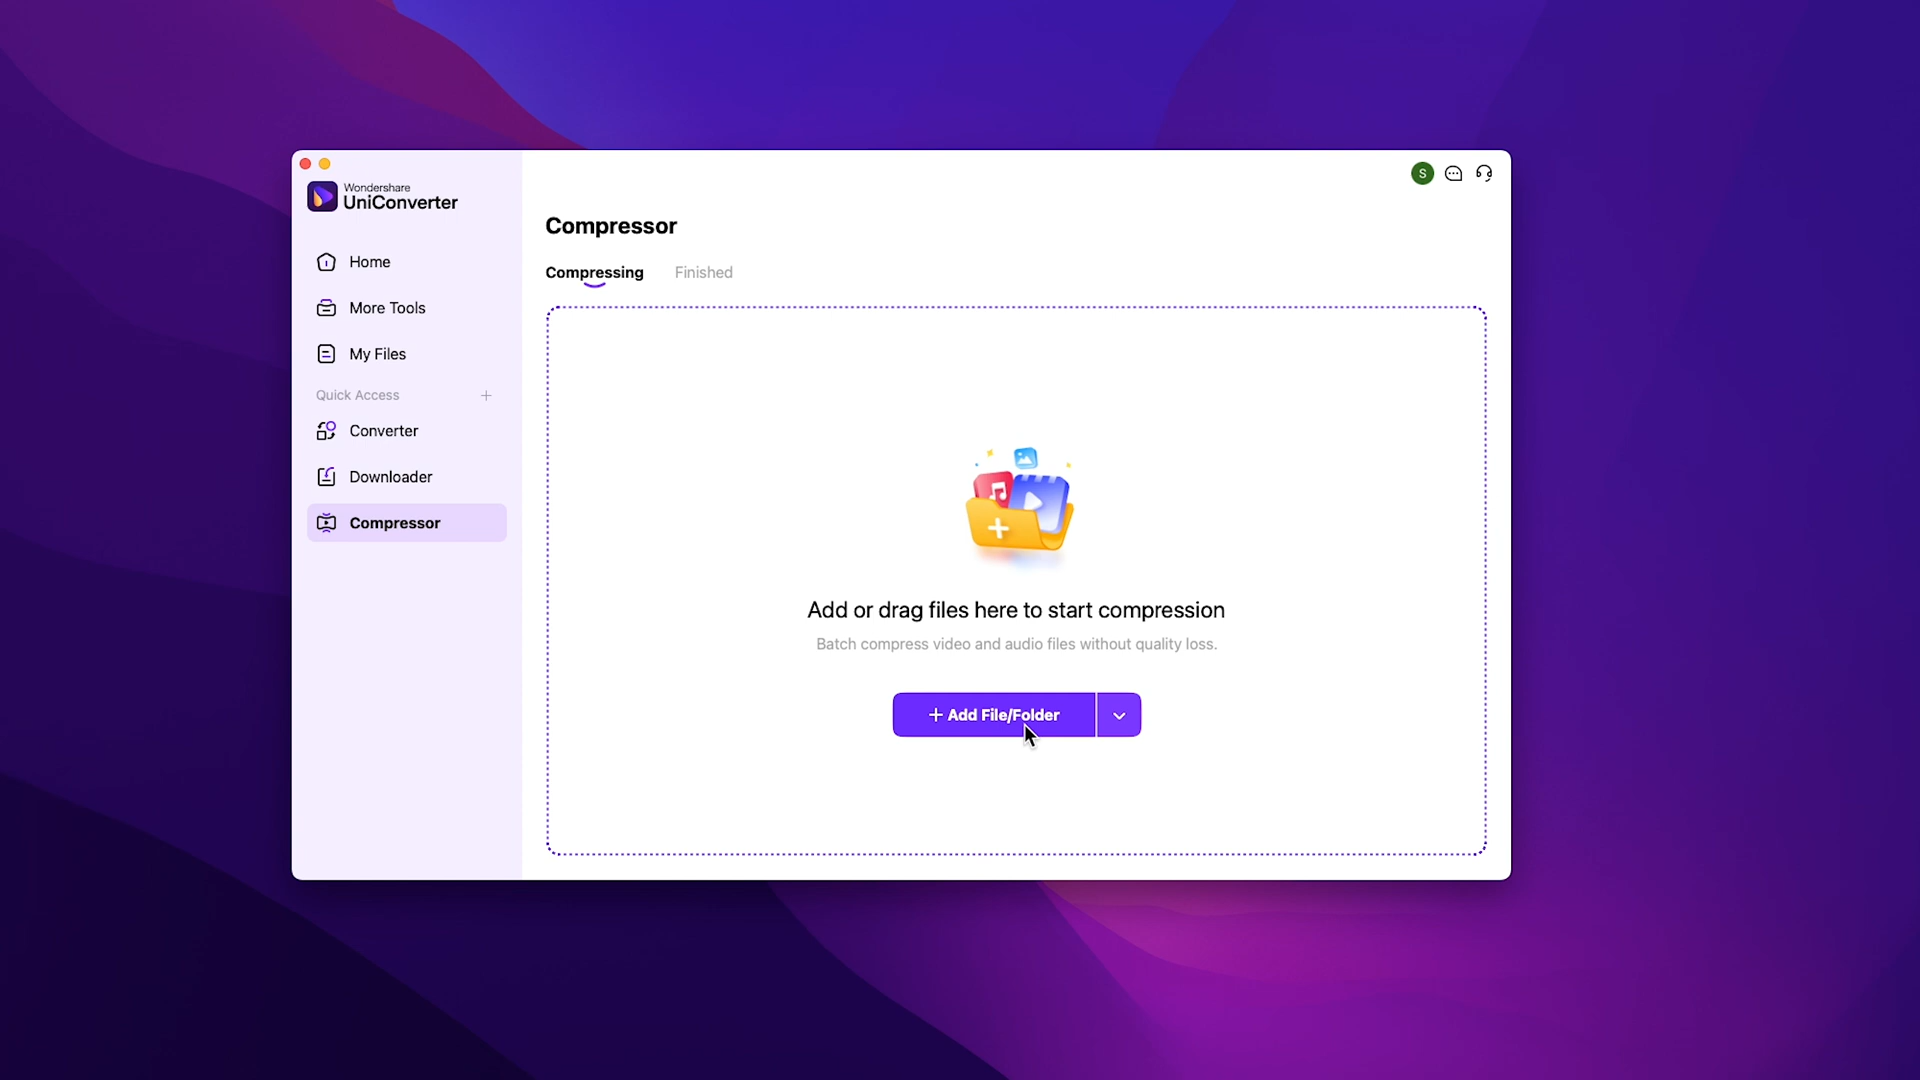 Wondershare
UniConverter
Home
More Tools
My Files
Quick Access
Converter
Downloader
Compressor
S
Compressor
Compressing
Finished
Add or drag files here to start compression
Batch compress video and audio files without quality loss.
+ Add File/Folder